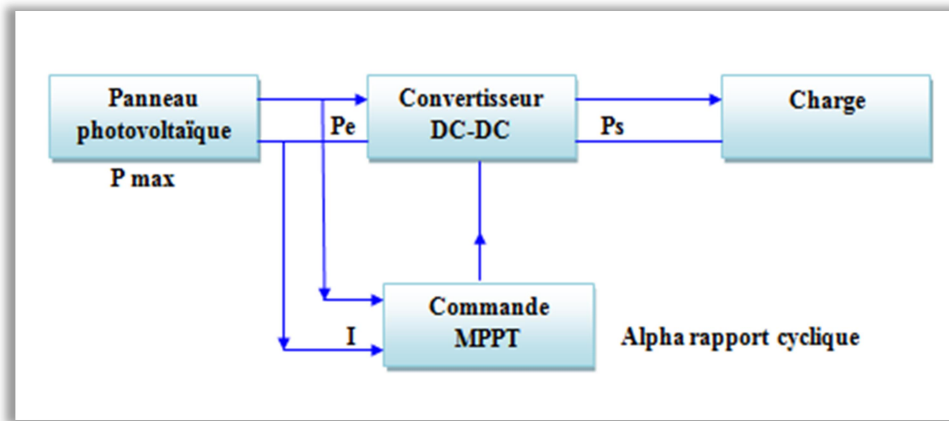 Panneau
photovoltaïque
P max
Pe
Convertisseur
DC-DC
Ps
Charge
I
Commande
MPPT
Alpha rapport cyclique